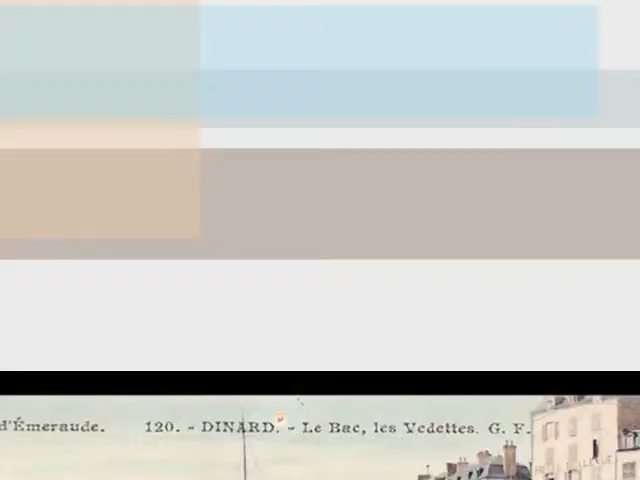 d'Émeraude. 120. - DINARD. - Le Bac, les Vedettes. G. F.